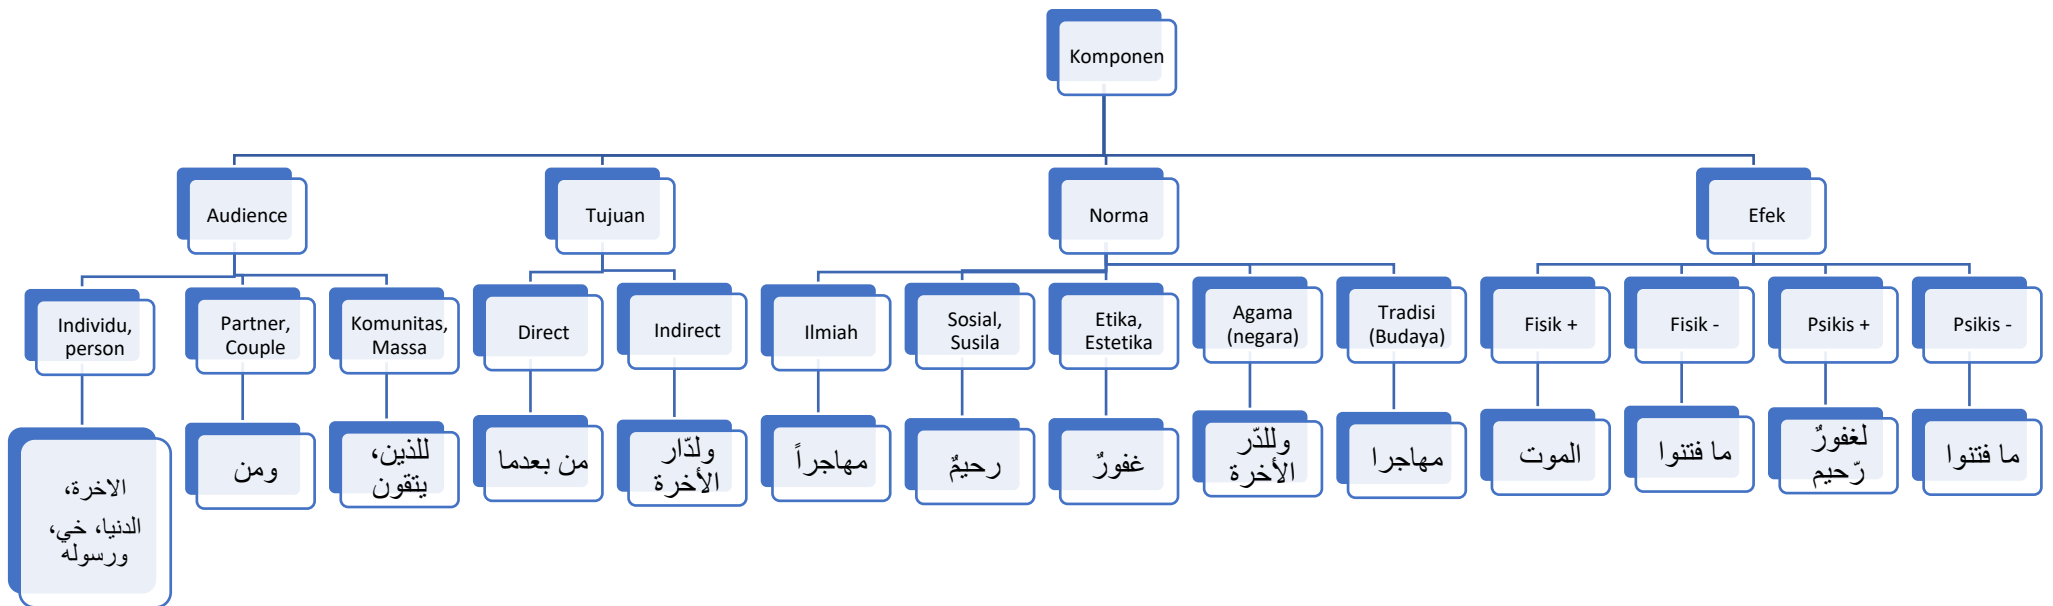 Komponen
Audience
Tujuan
Norma
Efek
Individu,
person
Partner,
Couple
Komunitas,
Massa
Direct
Indirect
Ilmiah
Sosial,
Susila
Etika,
Estetika
Agama
(negara)
Tradisi
(Budaya)
Fisik +
Fisik -
Psikis +
Psikis -
الاخرة،
الدنيا، خي،
ورسوله
ومن
للذين،
يتقون
من بعدما
ولدّار
الأخرة
مهاجراً
رحيمٌ
غفورٌ
وللدّر
الأخرة
مهاجرا
الموت
ما فتنوا
لغفورٌ
رّحيم
ما فتنوا